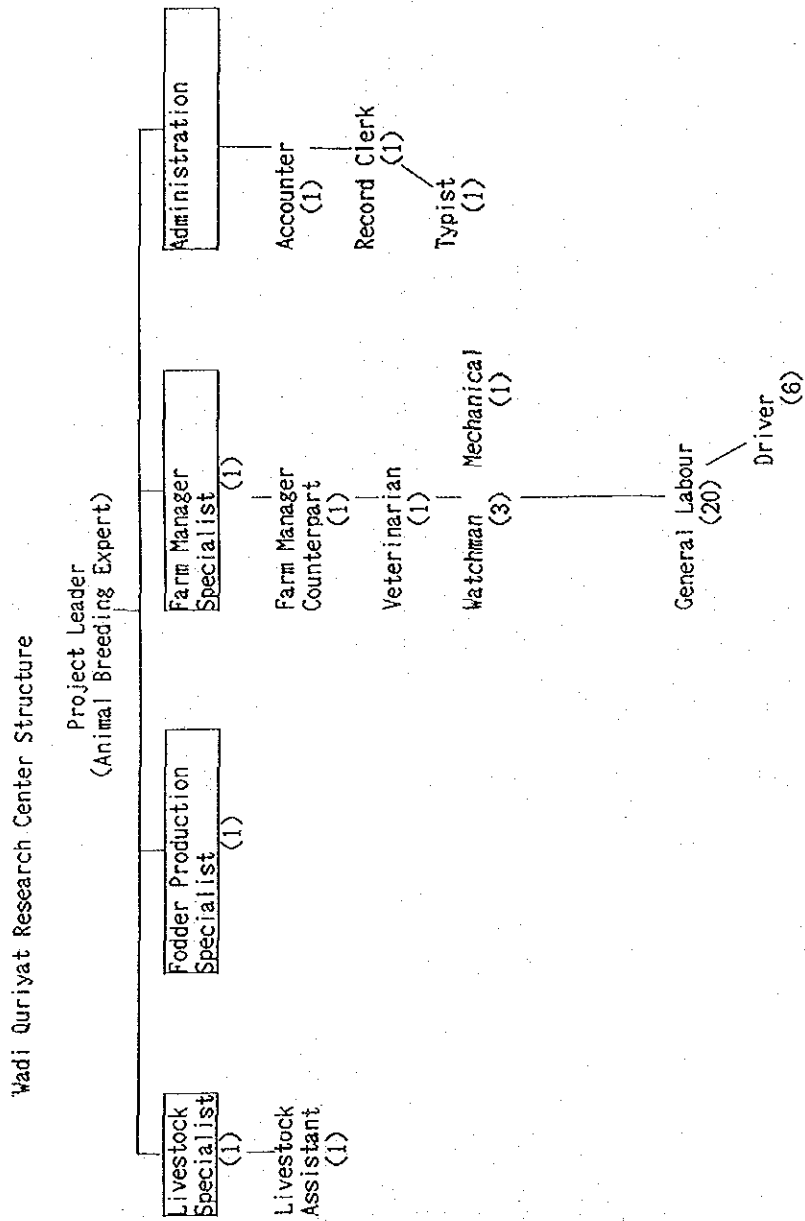 Wadi Quriyat Research Center Structure
Project Leader
(Animal Breeding Expert)
Livestock
Specialist
(1)
Livestock
Assistant
(1)
Fodder Production
Specialist
(1)
Farm Manager
Specialist
(1)
Farm Manager
Counterpart
(1)
Veterinarian
(1)
Watchman Mechanical
(3) (1)
General Labour
(20)
Driver
(6)
Administration
Accounter
(1)
Record Clerk
(1)
Typist
(1)